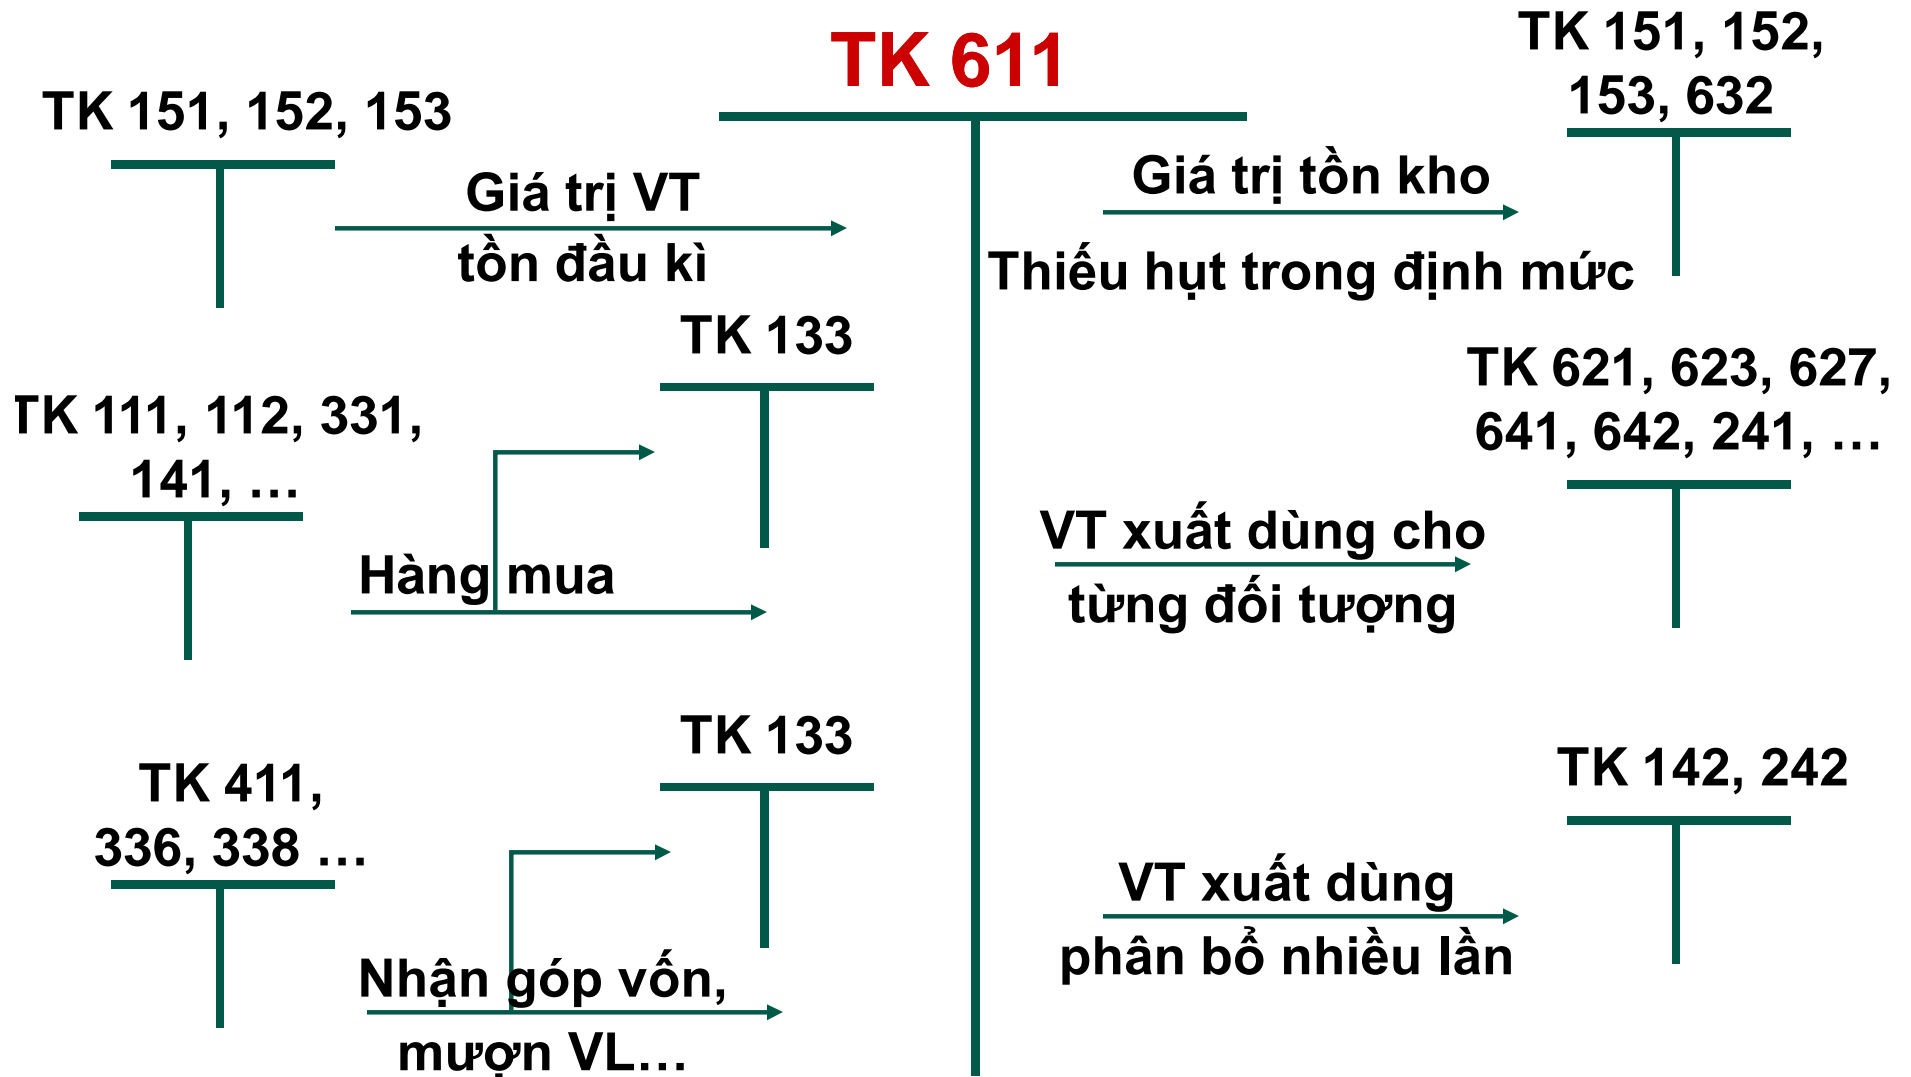 TK 611
TK 151, 152, 153
Giá trị VT
tồn đầu kì
TK 133
TK 111, 112, 331,
141, …
Hàng mua
TK 133
TK 411,
336, 338 …
Nhận góp vốn,
mượn VL…
TK 151, 152,
153, 632
Giá trị tồn kho
Thiếu hụt trong định mức
TK 621, 623, 627,
641, 642, 241, …
VT xuất dùng cho
từng đối tượng
TK 142, 242
VT xuất dùng
phân bổ nhiều lần